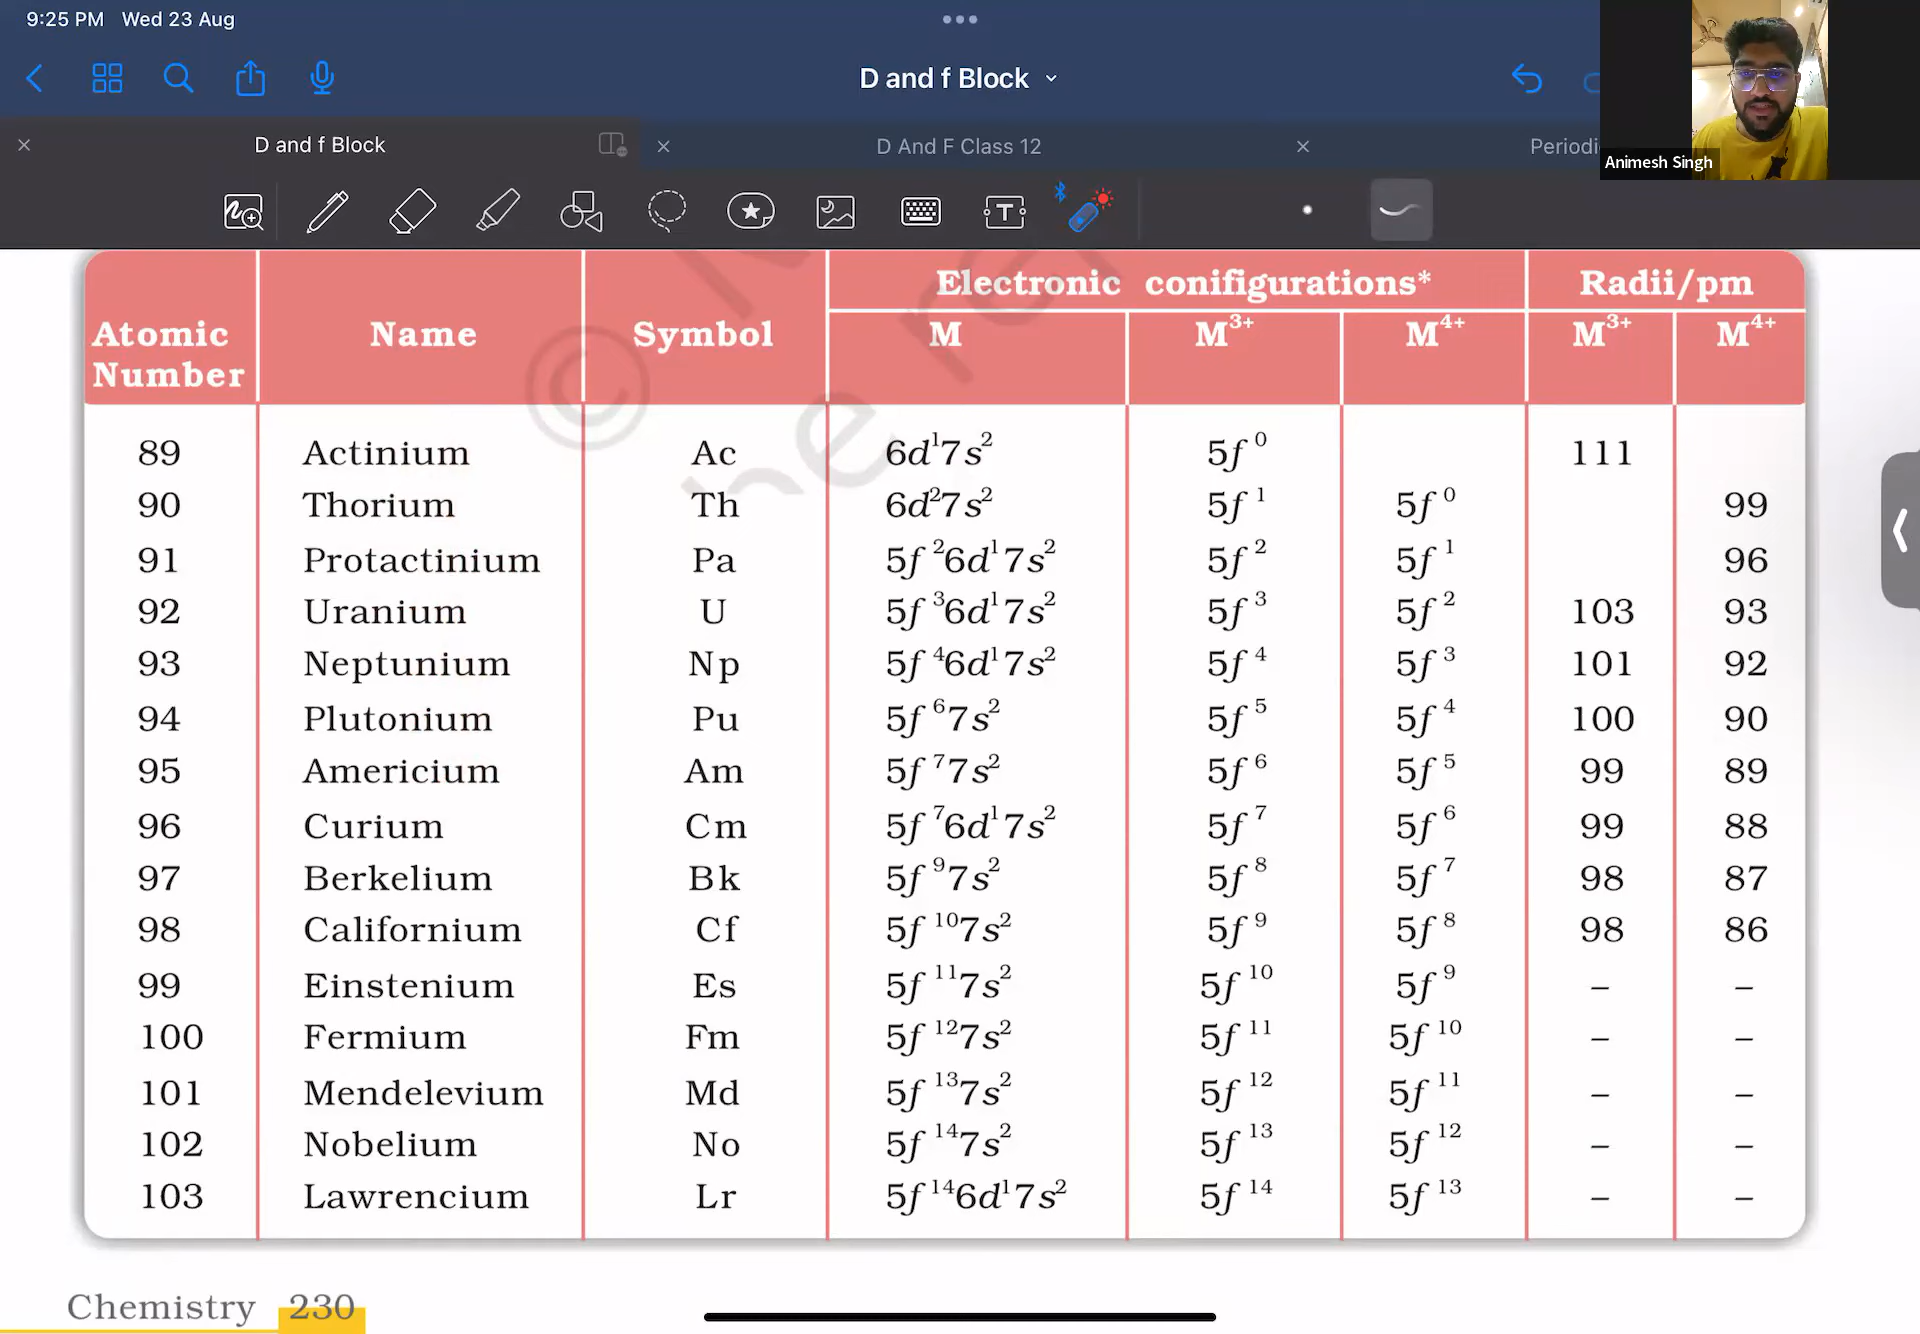 9:25 PM Wed 23 Aug
D and f Block
D and f Block
D And F Class 12
Periodi
Animesh Singh
Atomic Number Name Symbol Electronic conifigurations* Radii/pm
M M³⁺ M⁴⁺ M³⁺ M⁴⁺
89 Actinium Ac 6d¹7s² 5f⁰ 111
90 Thorium Th 6d²7s² 5f¹ 5f⁰ 99
91 Protactinium Pa 5f²6d¹7s² 5f² 5f¹ 96
92 Uranium U 5f³6d¹7s² 5f³ 5f² 103 93
93 Neptunium Np 5f⁴6d¹7s² 5f⁴ 5f³ 101 92
94 Plutonium Pu 5f⁶7s² 5f⁵ 5f⁴ 100 90
95 Americium Am 5f⁷7s² 5f⁶ 5f⁵ 99 89
96 Curium Cm 5f⁷6d¹7s² 5f⁷ 5f⁶ 99 88
97 Berkelium Bk 5f⁹7s² 5f⁸ 5f⁷ 98 87
98 Californium Cf 5f¹⁰7s² 5f⁹ 5f⁸ 98 86
99 Einstenium Es 5f¹¹7s² 5f¹⁰ 5f⁹ – –
100 Fermium Fm 5f¹²7s² 5f¹¹ 5f¹⁰ – –
101 Mendelevium Md 5f¹³7s² 5f¹² 5f¹¹ – –
102 Nobelium No 5f¹⁴7s² 5f¹³ 5f¹² – –
103 Lawrencium Lr 5f¹⁴6d¹7s² 5f¹⁴ 5f¹³ – –
Chemistry 230